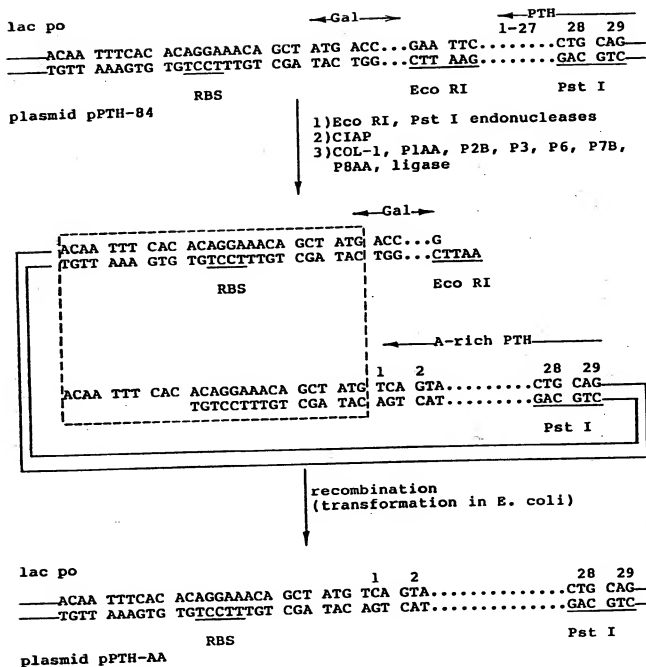 lac po
Gal
PTH
1-27 28 29
ACAA TTTCAC ACAGGAAACA GCT ATG ACC...GAA TTC.........CTG CAG
TGTT AAAGTG TGTCCTTTGT CGA TAC TGG...CTT AAG.........GAC GTC
RBS Eco RI Pst I
plasmid pPTH-84
1)Eco RI, Pst I endonucleases
2)CIAP
3)COL-1, P1AA, P2B, P3, P6, P7B,
P8AA, ligase
Gal
ACAA TTT CAC ACAGGAAACA GCT ATG ACC...G
TGTT AAA GTG TGTCCTTTGT CGA TAC TGG...CTTAA
RBS Eco RI
A-rich PTH
1 2 28 29
ACAA TTT CAC ACAGGAAACA GCT ATG TCA GTA..........CTG CAG
TGTCCTTTGT CGA TAC AGT CAT..........GAC GTC
Pst I
recombination
(transformation in E. coli)
lac po
1 2 28 29
ACAA TTTCAC ACAGGAAACA GCT ATG TCA GTA...............CTG CAG
TGTT AAAGTG TGTCCTTTGT CGA TAC AGT CAT...............GAC GTC
RBS Pst I
plasmid pPTH-AA